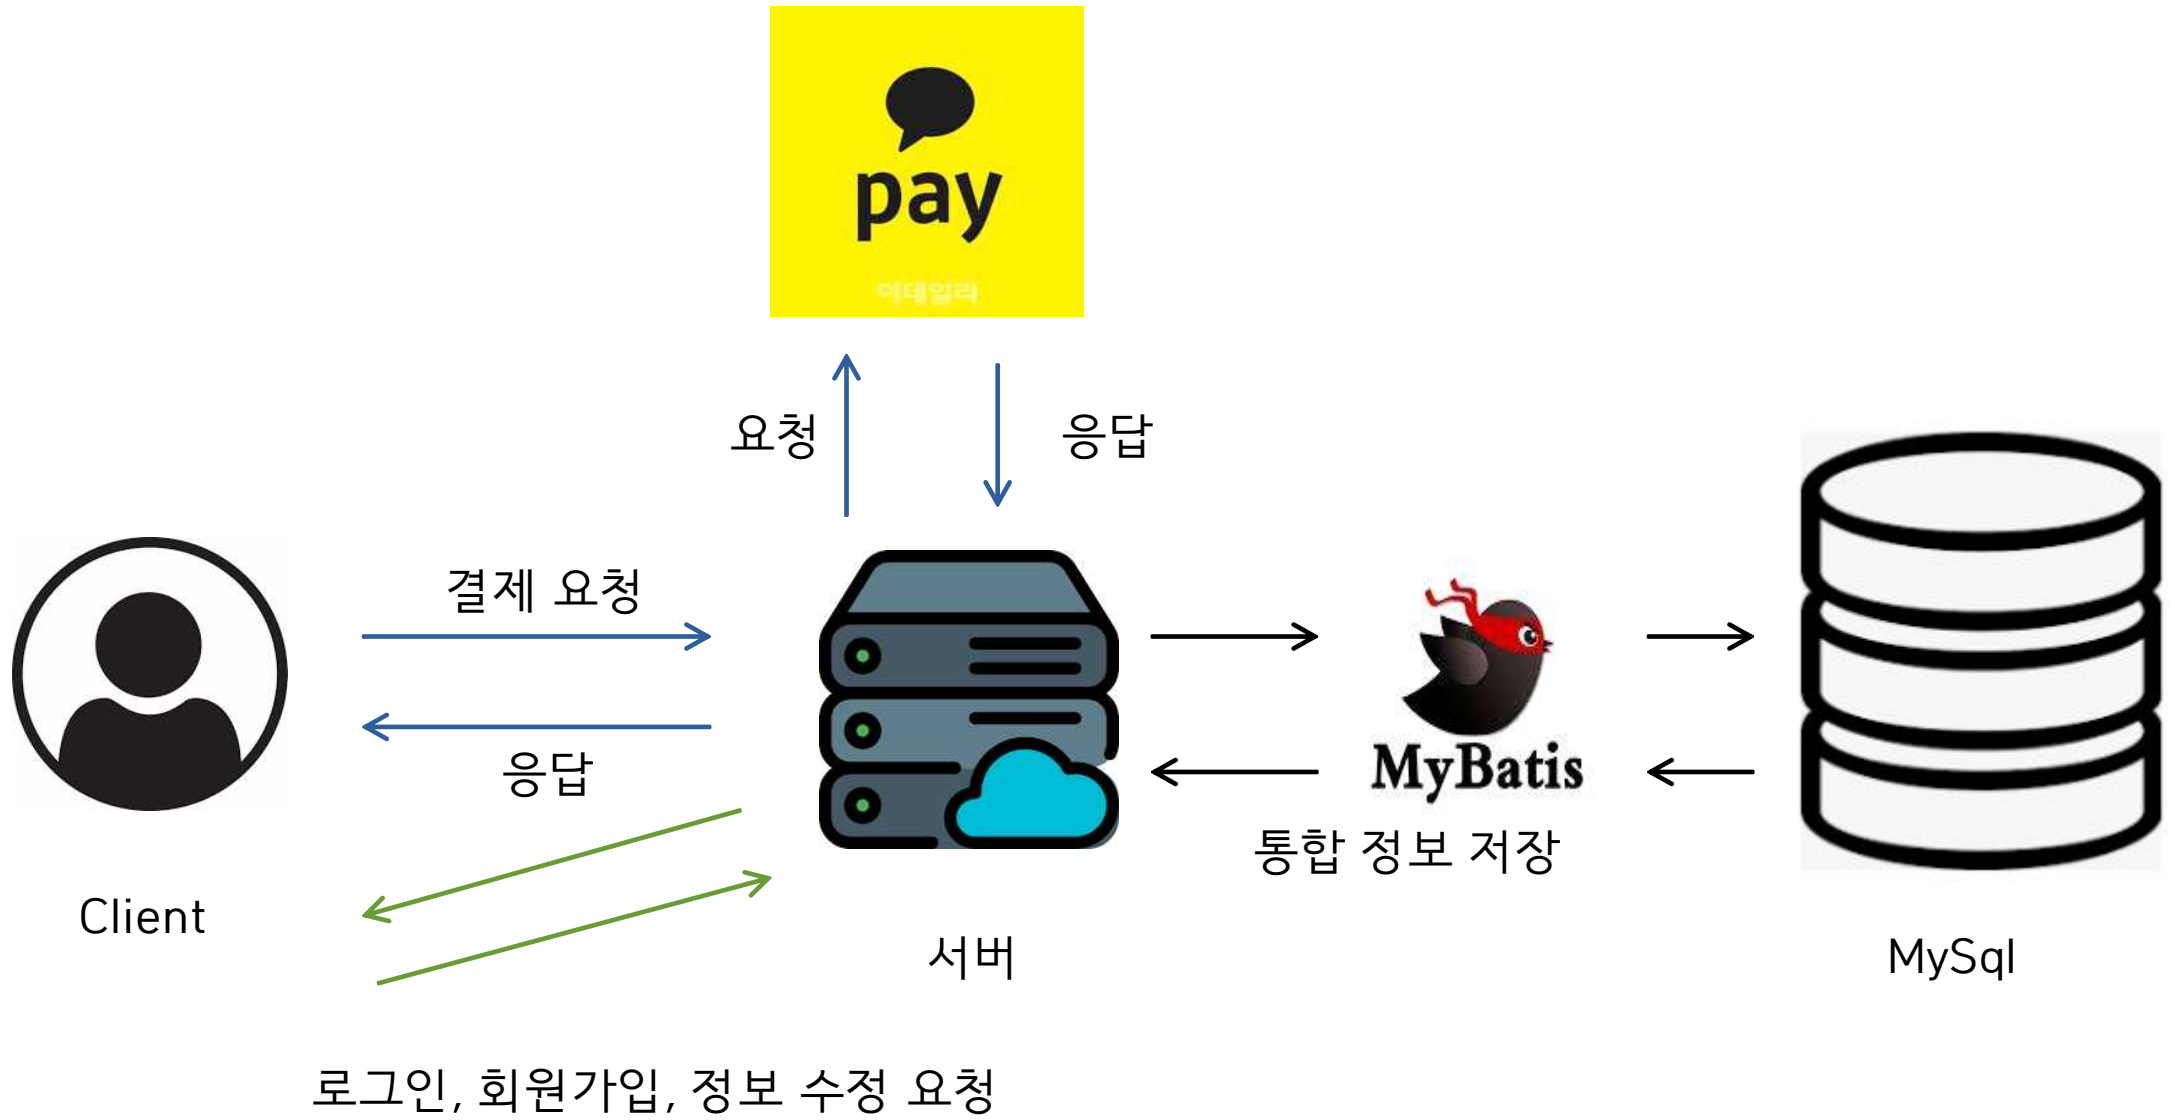 pay
요청
응답
결제 요청
응답
MyBatis
통합 정보 저장
Client
서버
MySql
로그인, 회원가입, 정보 수정 요청